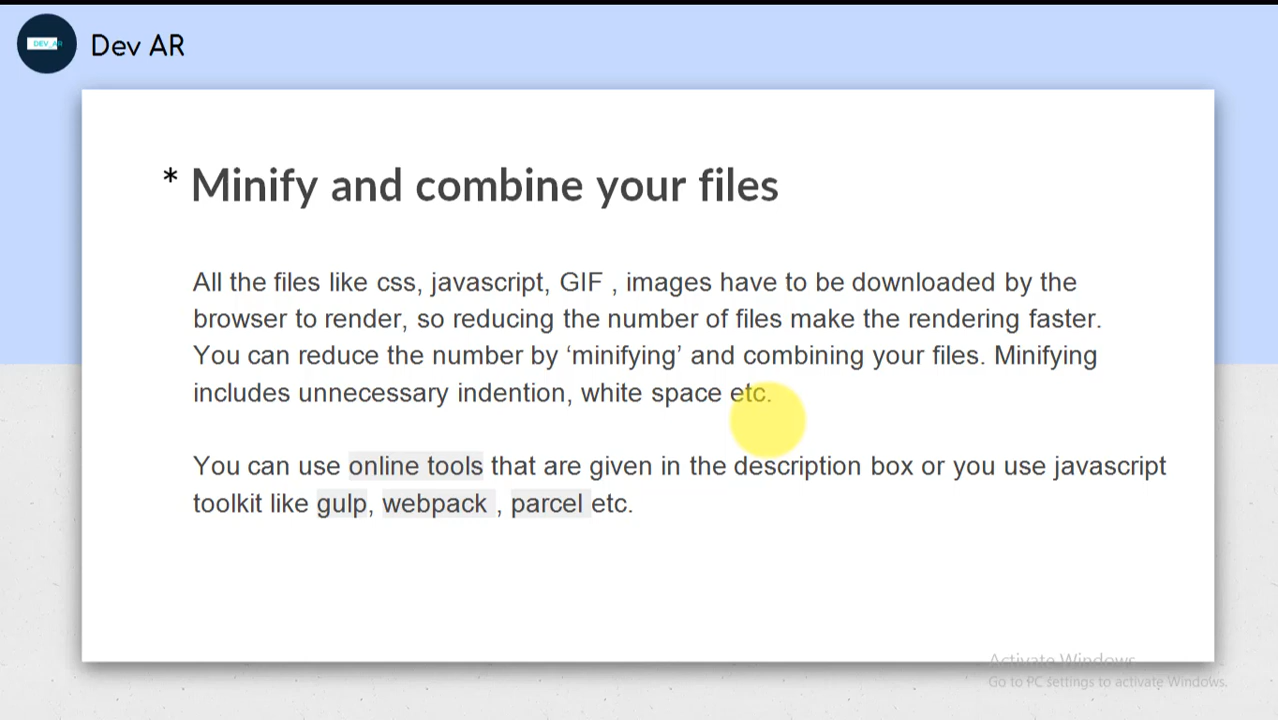 DEV_AR
Dev AR
* Minify and combine your files
All the files like css, javascript, GIF , images have to be downloaded by the
browser to render, so reducing the number of files make the rendering faster.
You can reduce the number by ‘minifying’ and combining your files. Minifying
includes unnecessary indention, white space etc.
You can use online tools that are given in the description box or you use javascript
toolkit like gulp, webpack , parcel etc.
Activate Windows
Go to PC settings to activate Windows.